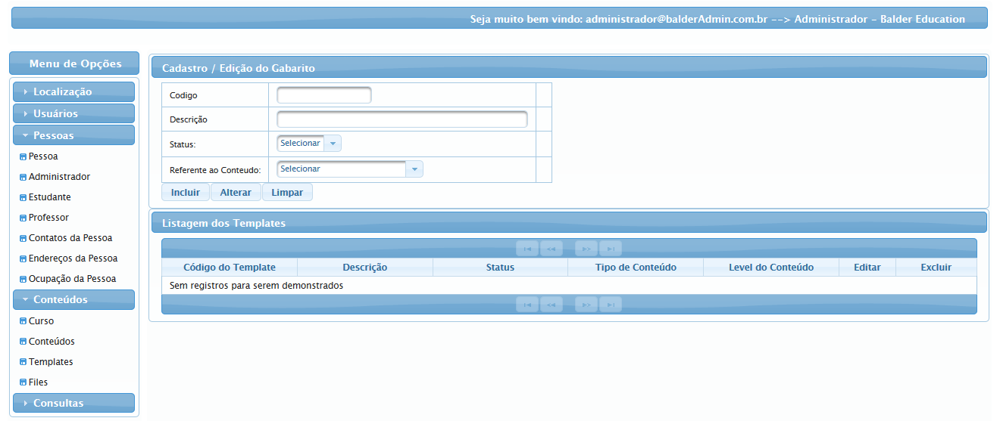 Seja muito bem vindo: administrador@balderAdmin.com.br --> Administrador - Balder Education
Menu de Opções
Localização
Usuários
Pessoas
Pessoa
Administrador
Estudante
Professor
Contatos da Pessoa
Endereços da Pessoa
Ocupação da Pessoa
Conteúdos
Curso
Conteúdos
Templates
Files
Consultas
Cadastro / Edição do Gabarito
Codigo
Descrição
Status: Selecionar
Referente ao Conteudo: Selecionar
Incluir Alterar Limpar
Listagem dos Templates
Código do Template Descrição Status Tipo de Conteúdo Level do Conteúdo Editar Excluir
Sem registros para serem demonstrados